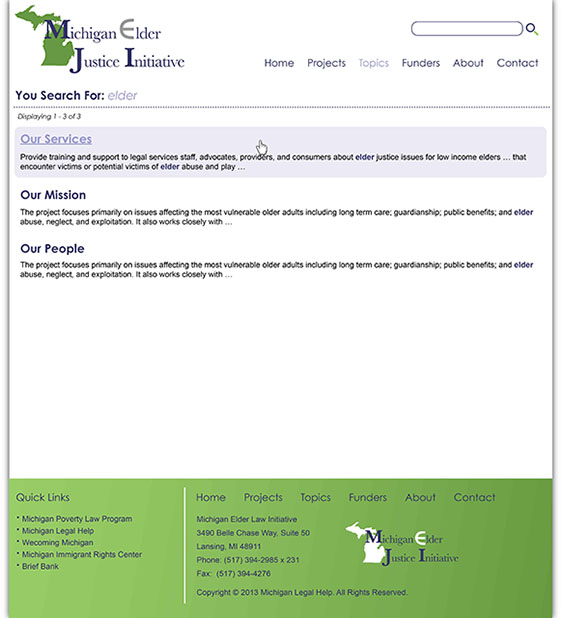 Michigan Elder
Justice Initiative
Home Projects Topics Funders About Contact
You Search For: elder
Displaying 1 - 3 of 3
Our Services
Provide training and support to legal services staff, advocates, providers, and consumers about elder justice issues for low income elders ... that
encounter victims or potential victims of elder abuse and play ...
Our Mission
The project focuses primarily on issues affecting the most vulnerable older adults including long term care; guardianship; public benefits; and elder
abuse, neglect, and exploitation. It also works closely with ...
Our People
The project focuses primarily on issues affecting the most vulnerable older adults including long term care; guardianship; public benefits; and elder
abuse, neglect, and exploitation. It also works closely with ...
Quick Links
* Michigan Poverty Law Program
* Michigan Legal Help
* Wecoming Michigan
* Michigan Immigrant Rights Center
* Brief Bank
Home Projects Topics Funders About Contact
Michigan Elder Law Initiative
3490 Belle Chase Way, Suite 50
Lansing, MI 48911
Phone: (517) 394-2985 x 231
Fax: (517) 394-4276
Michigan Elder
Justice Initiative
Copyright © 2013 Michigan Legal Help. All Rights Reserved.